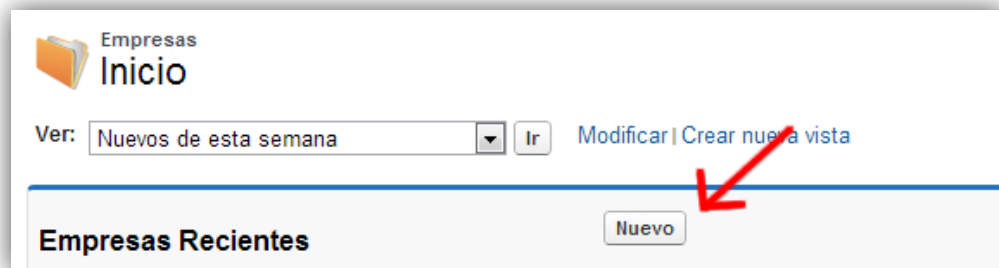 Empresas
Inicio
Ver: Nuevos de esta semana Ir Modificar | Crear nueva vista
Empresas Recientes Nuevo